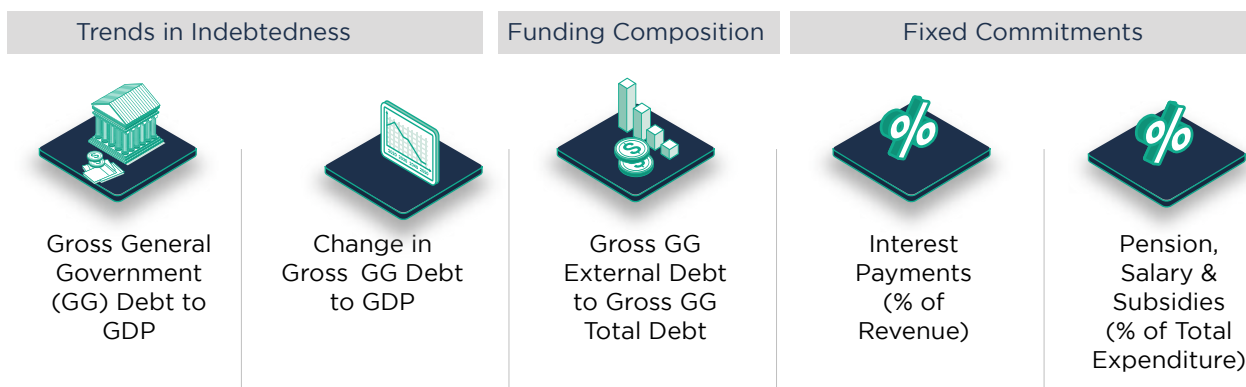 Trends in Indebtedness
Funding Composition
Fixed Commitments
Gross General
Government
(GG) Debt to
GDP
Change in
Gross GG Debt
to GDP
Gross GG
External Debt
to Gross GG
Total Debt
Interest
Payments
(% of
Revenue)
Pension,
Salary &
Subsidies
(% of Total
Expenditure)